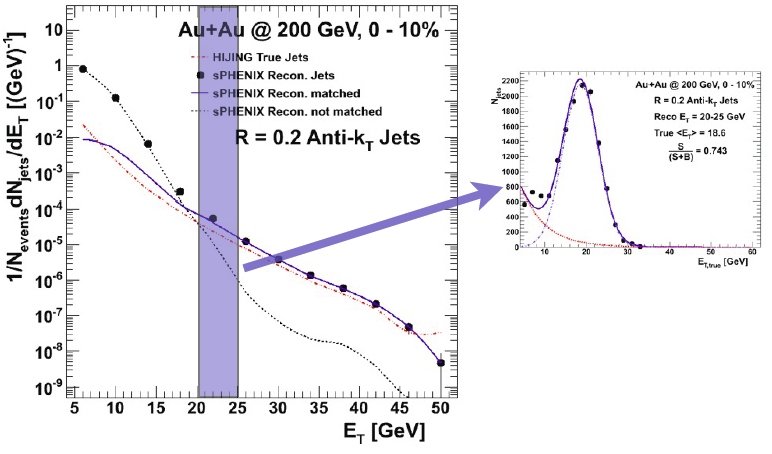 Au+Au @ 200 GeV, 0 - 10%
HIJING True Jets
sPHENIX Recon. Jets
sPHENIX Recon. matched
sPHENIX Recon. not matched
R = 0.2 Anti-kT Jets
1/Nevents dNjets/dET [(GeV)-1]
10
1
10-1
10-2
10-3
10-4
10-5
10-6
10-7
10-8
10-9
5 10 15 20 25 30 35 40 45 50
ET [GeV]
Au+Au @ 200 GeV, 0-10%
R = 0.2 Anti-kT Jets
Reco ET = 20-25 GeV
True <ET> = 18.6
S
(S+B) = 0.743
Njets
2200
2000
1800
1600
1400
1200
1000
800
600
400
200
0
10 20 30 40 50 60
ET,true [GeV]